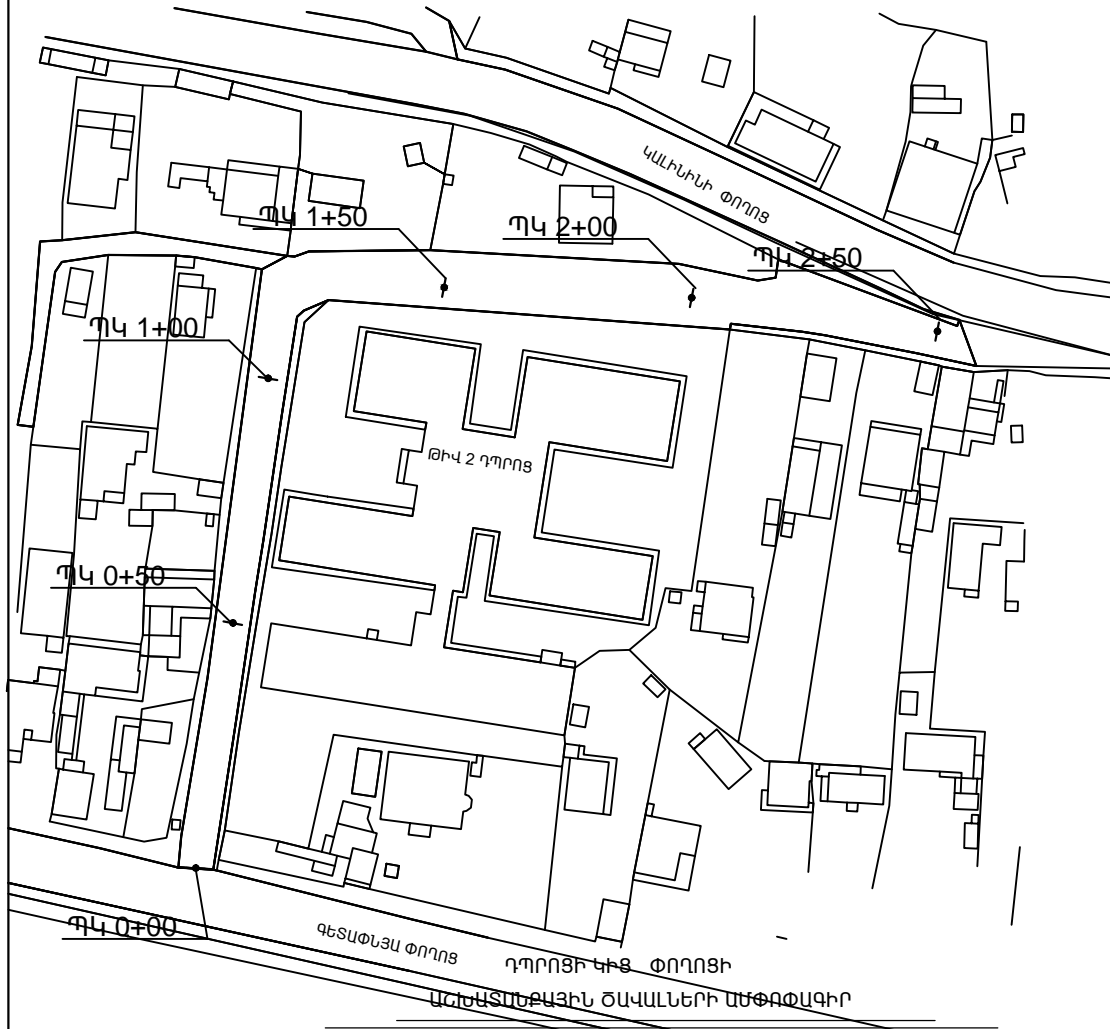 ԿԱԼԻՆԻՆԻ ՓՈՂՈՑ
ՊԿ 1+50
ՊԿ 2+00
ՊԿ 2+50
ՊԿ 1+00
ԹԻՎ 2 ԴՊՐՈՑ
ՊԿ 0+50
ՊԿ 0+00
ԳԵՏԱՓՆՅԱ ՓՈՂՈՑ
ԴՊՐՈՑԻ ԿԻՑ ՓՈՂՈՑԻ
ԱՇԽԱՏԱՆՔԱՅԻՆ ԾԱՎԱԼՆԵՐԻ ԱՄՓՈՓԱԳԻՐ